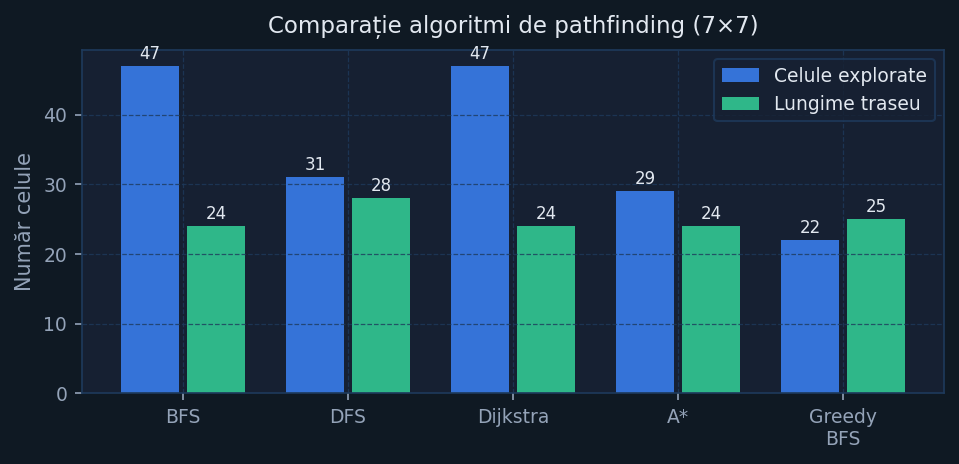 Comparație algoritmi de pathfinding (7×7)
Celule explorate
Lungime traseu
Număr celule
40
30
20
10
0
47
24
31
28
47
24
29
24
22
25
BFS
DFS
Dijkstra
A*
Greedy
BFS